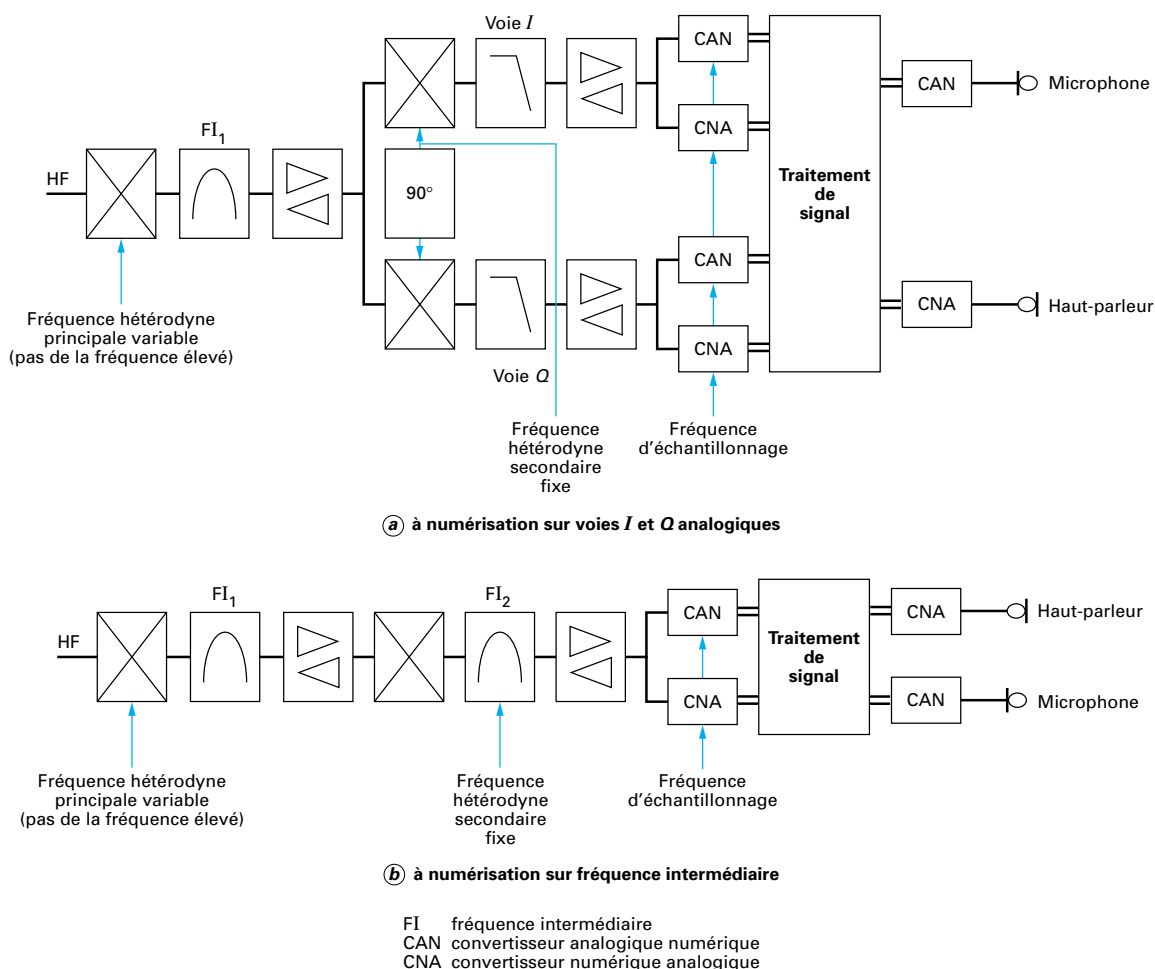 Voie I
CAN
CNA
FI1
HF
90°
Traitement
de
signal
CAN
Microphone
CAN
CNA
CNA
Haut-parleur
Voie Q
Fréquence hétérodyne
principale variable
(pas de la fréquence élevé)
Fréquence
hétérodyne
secondaire
fixe
Fréquence
d'échantillonnage
a à numérisation sur voies I et Q analogiques
HF
FI1
FI2
CAN
CNA
Traitement
de
signal
CNA
Haut-parleur
CAN
Microphone
Fréquence hétérodyne
principale variable
(pas de la fréquence élevé)
Fréquence
hétérodyne
secondaire
fixe
Fréquence
d'échantillonnage
b à numérisation sur fréquence intermédiaire
FI fréquence intermédiaire
CAN convertisseur analogique numérique
CNA convertisseur numérique analogique